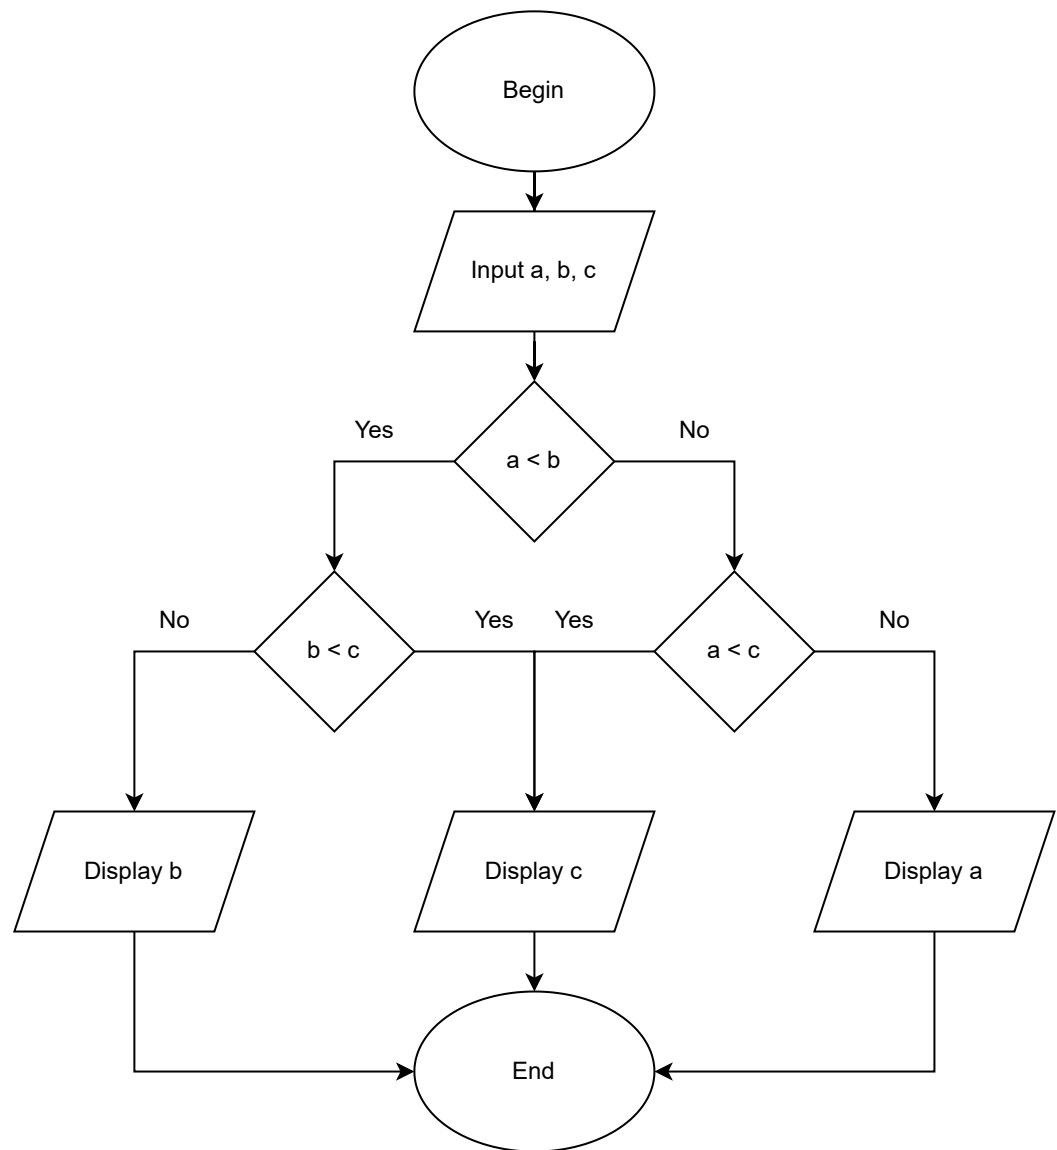 Begin
Input a, b, c
Yes
a < b
No
No
b < c
Yes
Yes
a < c
No
Display b
Display c
Display a
End